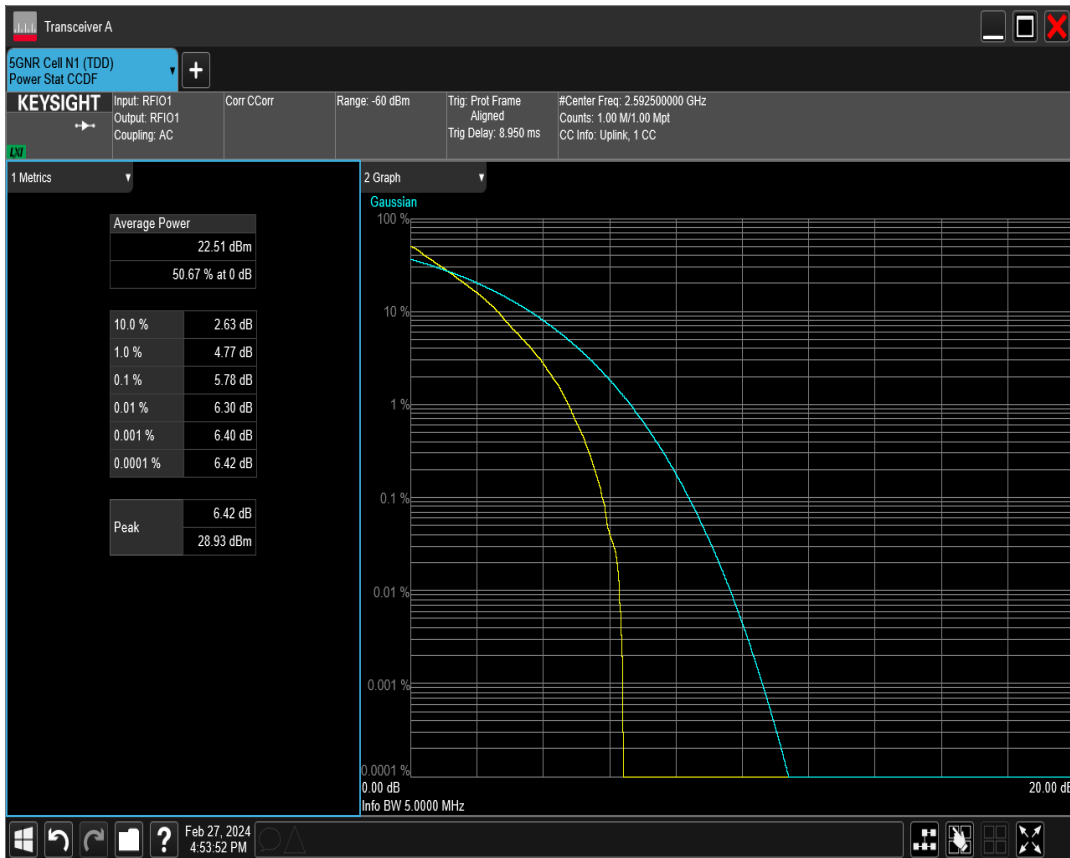 Transceiver A
5GNR Cell N1 (TDD)
Power Stat CCDF
+
KEYSIGHT
LXI
Input: RFIO1
Output: RFIO1
Coupling: AC
Corr CCorr
Range: -60 dBm
Trig: Prot Frame
Aligned
Trig Delay: 8.950 ms
#Center Freq: 2.592500000 GHz
Counts: 1.00 M/1.00 Mpt
CC Info: Uplink, 1 CC
1 Metrics
Average Power
22.51 dBm
50.67 % at 0 dB
10.0 % 2.63 dB
1.0 % 4.77 dB
0.1 % 5.78 dB
0.01 % 6.30 dB
0.001 % 6.40 dB
0.0001 % 6.42 dB
Peak
6.42 dB
28.93 dBm
2 Graph
Gaussian
100 %
10 %
1 %
0.1 %
0.01 %
0.001 %
0.0001 %
0.00 dB 20.00 dB
Info BW 5.0000 MHz
?
Feb 27, 2024
4:53:52 PM